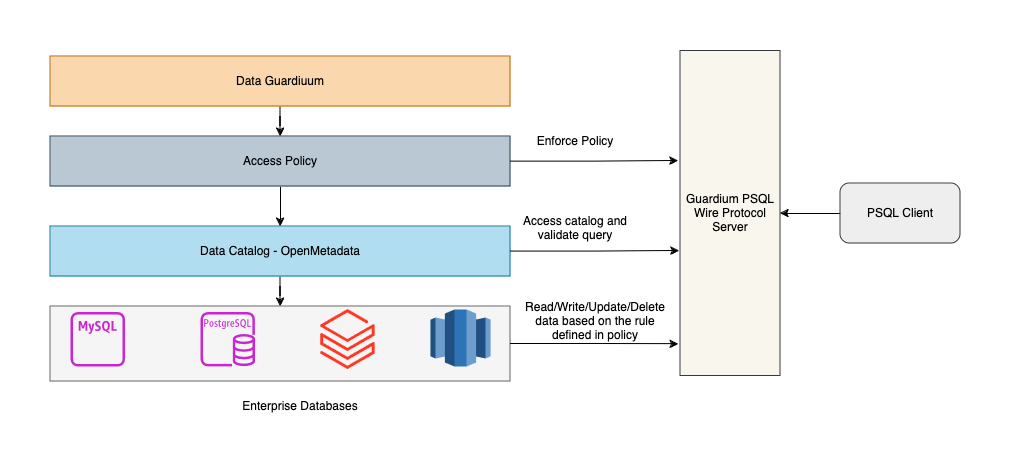 Data Guardiuum
Access Policy
Enforce Policy
Guardium PSQL
Wire Protocol
Server
PSQL Client
Access catalog and
validate query
Data Catalog - OpenMetadata
Read/Write/Update/Delete
data based on the rule
defined in policy
MySQL
PostgreSQL
Enterprise Databases